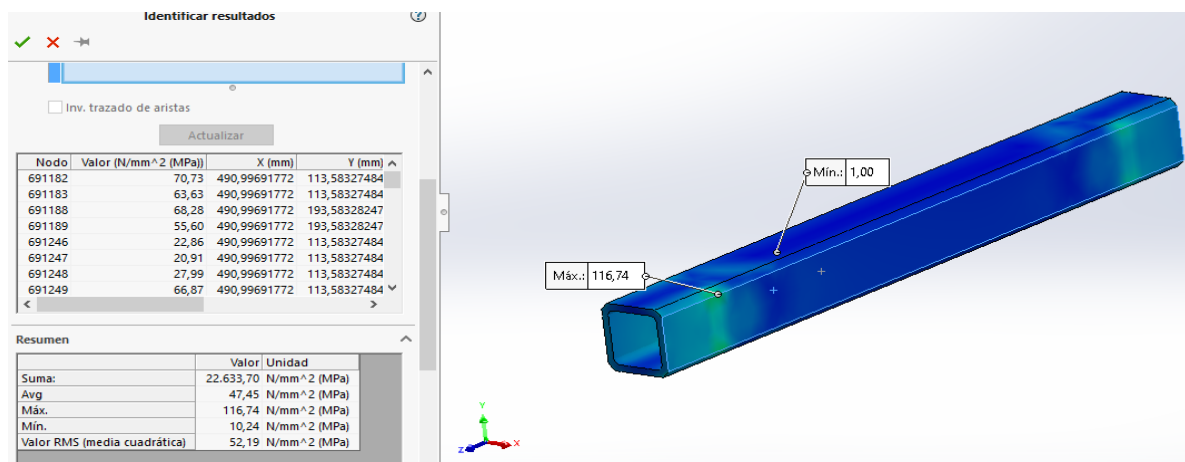 Identificar resultados
Inv. trazado de aristas
Actualizar
Nodo Valor (N/mm^2 (MPa)) X (mm) Y (mm)
691182 70,73 490,99691772 113,58327484
691183 63,63 490,99691772 113,58327484
691188 68,28 490,99691772 193,58328247
691189 55,60 490,99691772 193,58328247
691246 22,86 490,99691772 113,58327484
691247 20,91 490,99691772 113,58327484
691248 27,99 490,99691772 113,58327484
691249 66,87 490,99691772 113,58327484
Resumen
Valor Unidad
Suma: 22.633,70 N/mm^2 (MPa)
Avg 47,45 N/mm^2 (MPa)
Máx. 116,74 N/mm^2 (MPa)
Mín. 10,24 N/mm^2 (MPa)
Valor RMS (media cuadrática) 52,19 N/mm^2 (MPa)
Mín.: 1,00
Máx.: 116,74
Y
Z
X